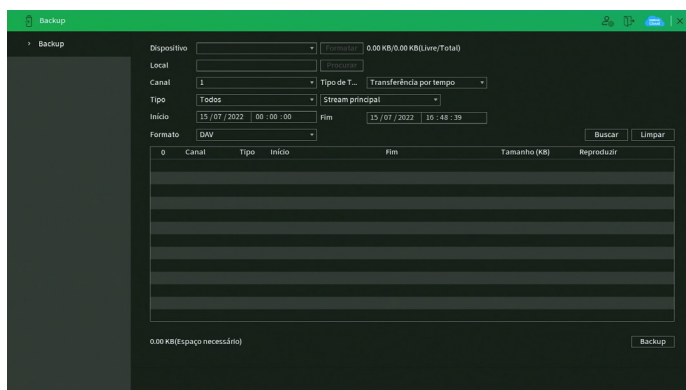 Backup
Backup
Dispositivo Formatar 0.00 KB/0.00 KB(Livre/Total)
Local Procurar
Canal 1 Tipo de T... Transferência por tempo
Tipo Todos Stream principal
Início 15 / 07 / 2022 00 : 00 : 00 Fim 15 / 07 / 2022 16 : 48 : 39
Formato DAV Buscar Limpar
0 Canal Tipo Início Fim Tamanho (KB) Reproduzir
0.00 KB(Espaço necessário) Backup